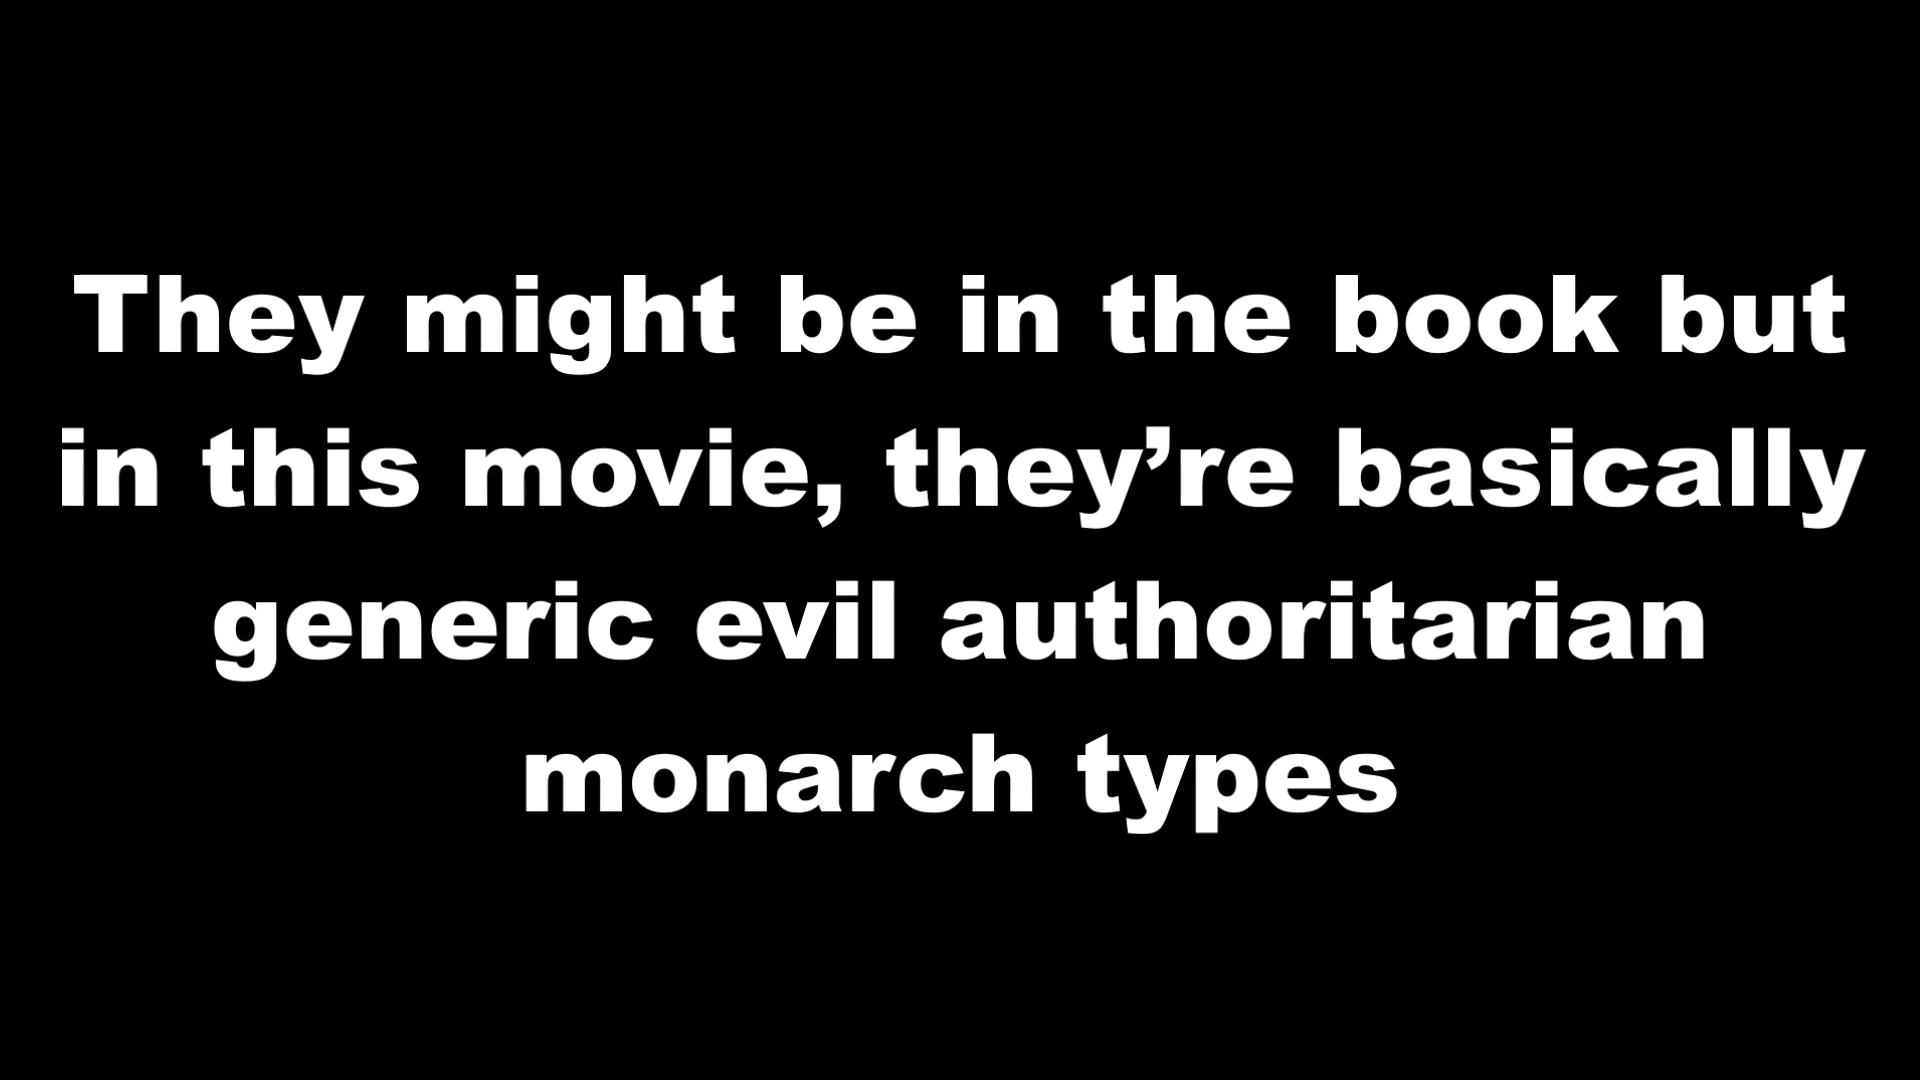 They might be in the book but
in this movie, they’re basically
generic evil authoritarian
monarch types